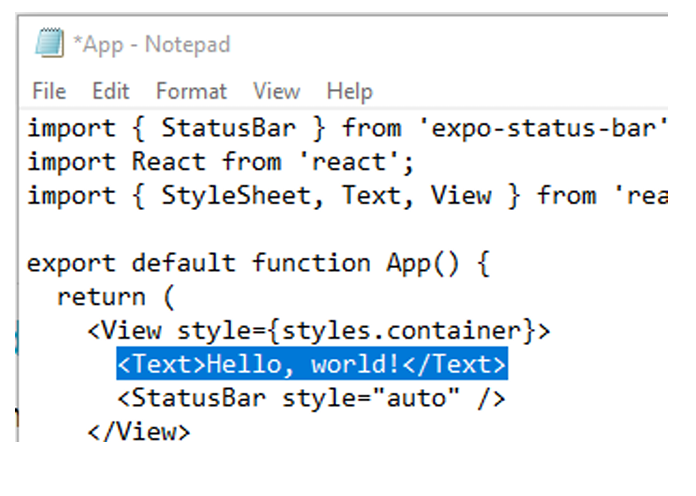 *App - Notepad
File Edit Format View Help
import { StatusBar } from 'expo-status-bar'
import React from 'react';
import { StyleSheet, Text, View } from 'rea
export default function App() {
return (
<View style={styles.container}>
<Text>Hello, world!</Text>
<StatusBar style="auto" />
</View>